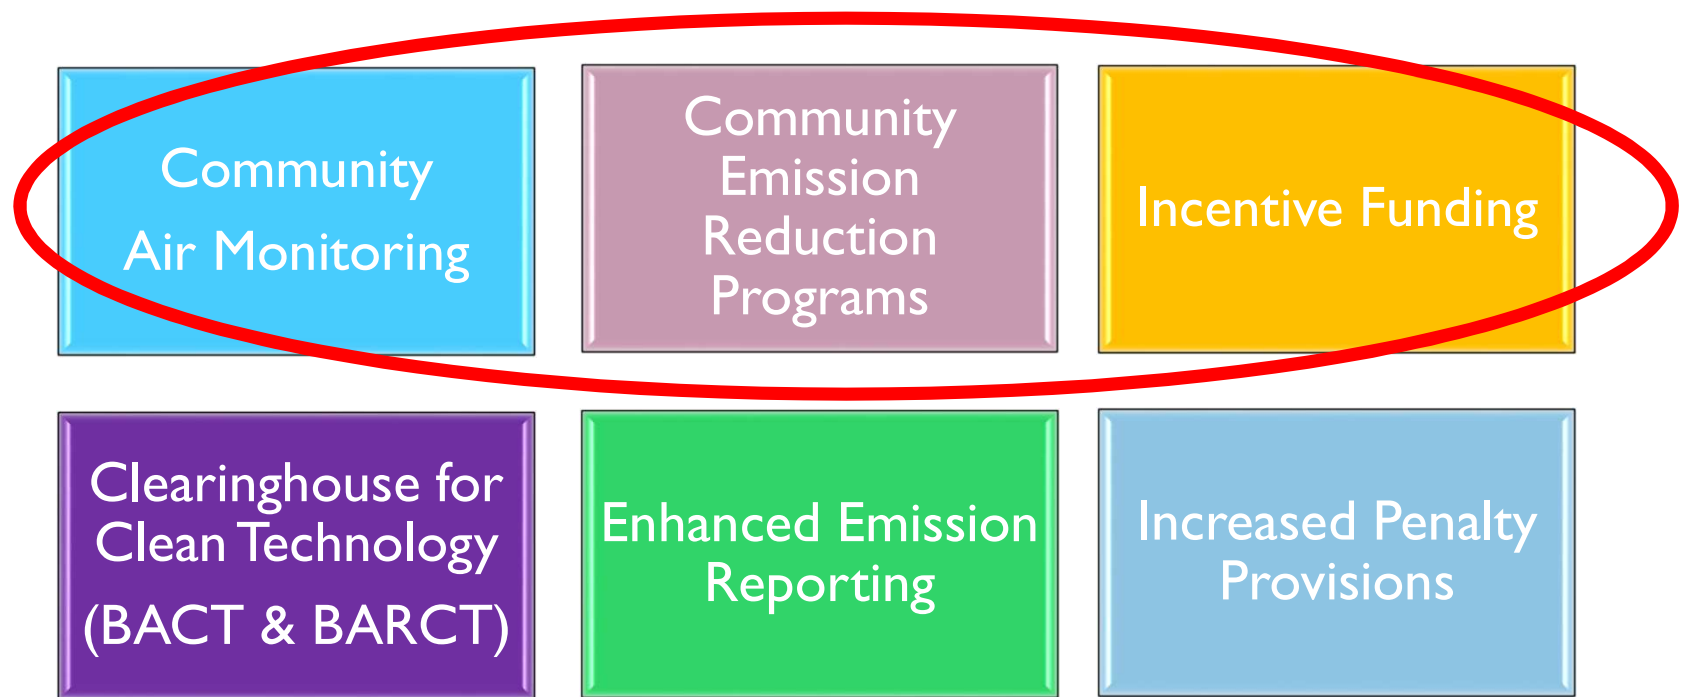 Community
Air Monitoring
Community
Emission
Reduction
Programs
Incentive Funding
Clearinghouse for
Clean Technology
(BACT & BARCT)
Enhanced Emission
Reporting
Increased Penalty
Provisions